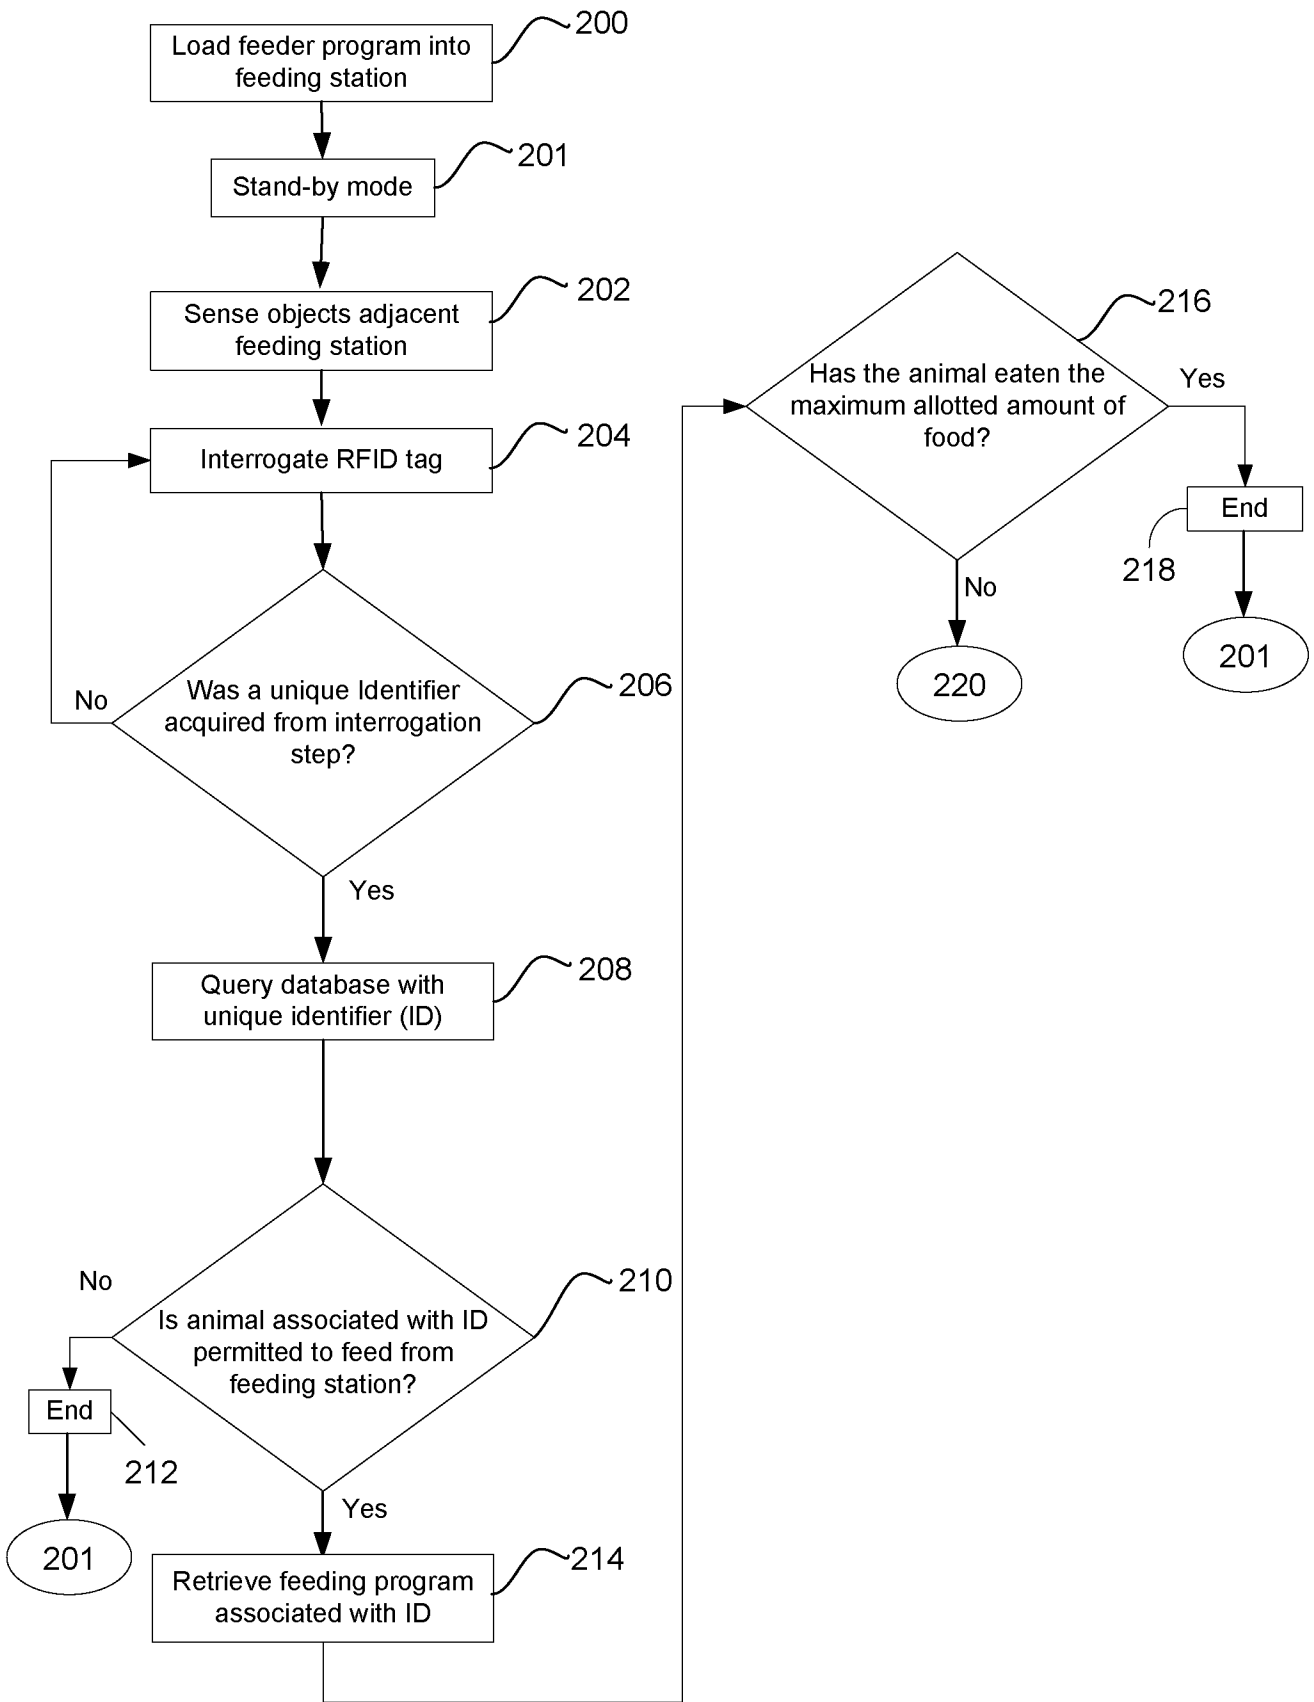 200
Load feeder program into
feeding station
201
Stand-by mode
202
Sense objects adjacent
feeding station
204
Interrogate RFID tag
206
Was a unique Identifier
acquired from interrogation
step?
No
Yes
208
Query database with
unique identifier (ID)
210
No
Is animal associated with ID
permitted to feed from
feeding station?
End
212
201
Yes
214
Retrieve feeding program
associated with ID
216
Has the animal eaten the
maximum allotted amount of
food?
Yes
End
218
201
No
220